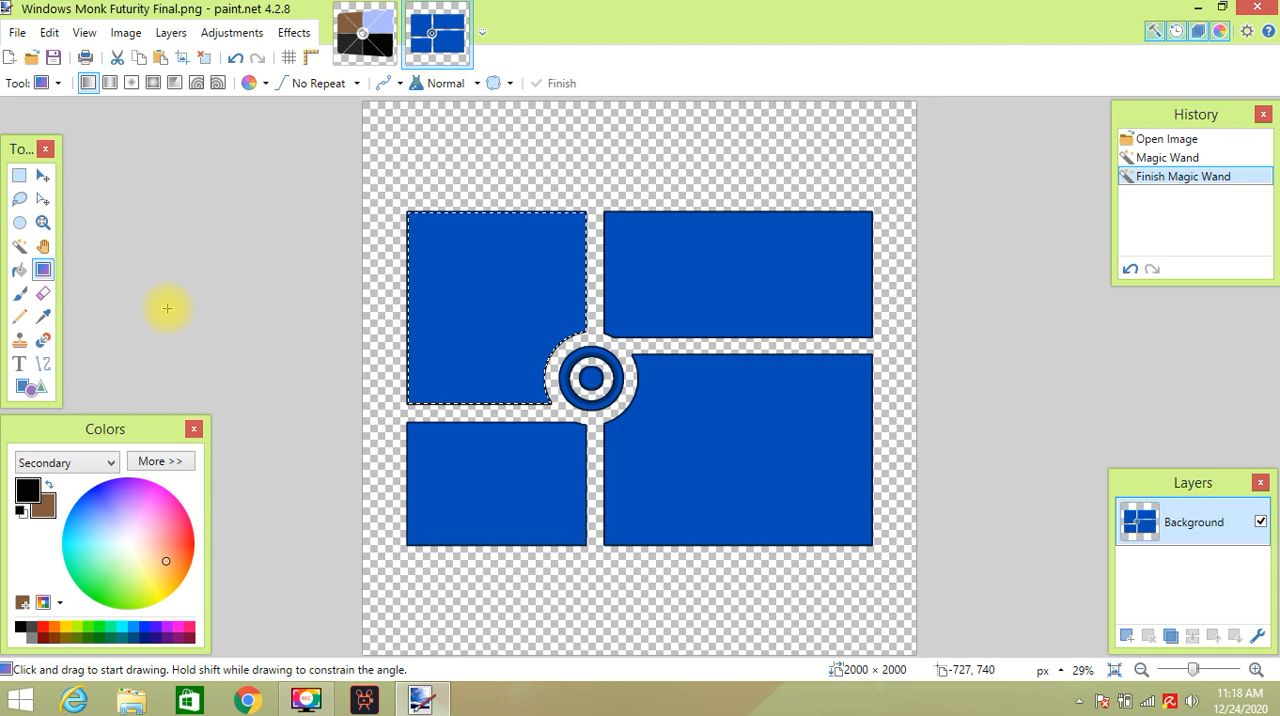 Windows Monk Futurity Final.png - paint.net 4.2.8
File Edit View Image Layers Adjustments Effects
Tool: No Repeat Normal Finish
To...
History
Open Image
Magic Wand
Finish Magic Wand
Colors
Secondary More >>
Layers
Background
Click and drag to start drawing. Hold shift while drawing to constrain the angle.
2000 × 2000
-727, 740
px
29%
11:18 AM
12/24/2020